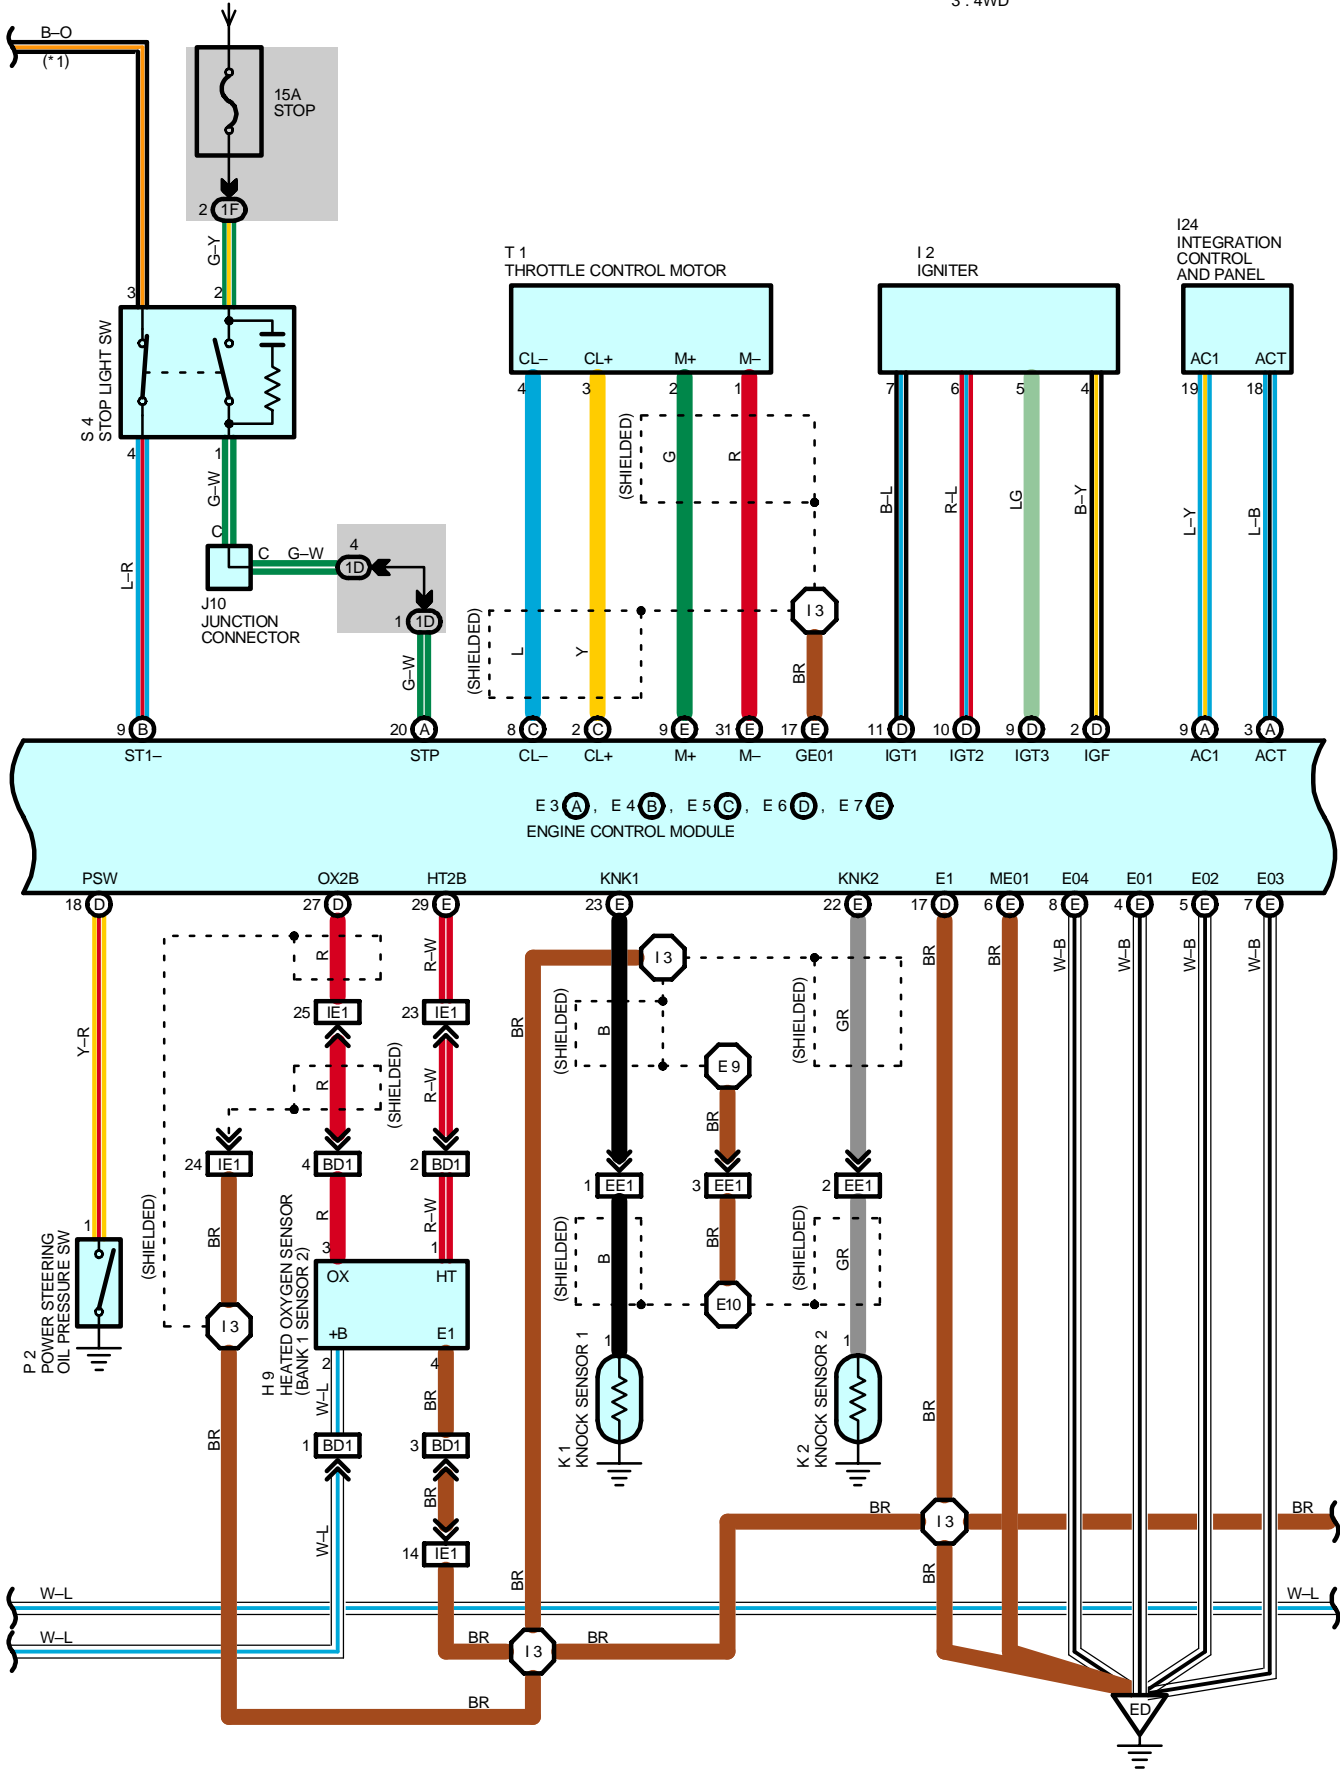 3 : 4WD
B–O
(*1)
15A
STOP
2 1F
G–Y
3 2
S 4
STOP LIGHT SW
4 1
G–W
L–R
C
C G–W
4
1D
1 1D
G–W
J10
JUNCTION
CONNECTOR
T 1
THROTTLE CONTROL MOTOR
CL– CL+ M+ M–
4 3 2 1
(SHIELDED)
G R
(SHIELDED)
L Y
I 3
BR
I 2
IGNITER
7 6 5 4
B–L R–L LG B–Y
I24
INTEGRATION
CONTROL
AND PANEL
AC1 ACT
19 18
L–Y L–B
9 B 20 A 8 C 2 C 9 E 31 E 17 E 11 D 10 D 9 D 2 D 9 A 3 A
ST1– STP CL– CL+ M+ M– GE01 IGT1 IGT2 IGT3 IGF AC1 ACT
E 3 A , E 4 B , E 5 C , E 6 D , E 7 E
ENGINE CONTROL MODULE
PSW OX2B HT2B KNK1 KNK2 E1 ME01 E04 E01 E02 E03
18 D 27 D 29 E 23 E 22 E 17 D 6 E 8 E 4 E 5 E 7 E
R R–W
I 3
BR BR W–B W–B W–B W–B
25 IE1 23 IE1
Y–R
BR
(SHIELDED)
B
(SHIELDED)
GR
R
(SHIELDED)
R–W
E 9
BR
24 IE1 4 BD1 2 BD1
1 EE1 3 EE1 2 EE1
(SHIELDED)
BR
R R–W
3 1
(SHIELDED)
B
BR
(SHIELDED)
GR
1
P 2
POWER STEERING
OIL PRESSURE SW
I 3
OX HT
+B E1
2 4
H 9
HEATED OXYGEN SENSOR
(BANK 1 SENSOR 2)
E10
1
K 1
KNOCK SENSOR 1
1
K 2
KNOCK SENSOR 2
W–L BR
BR
BR
1 BD1 3 BD1
BR
W–L
14 IE1
BR
BR
I 3
BR
BR
W–L
W–L
W–L
BR
I 3
BR
BR
ED